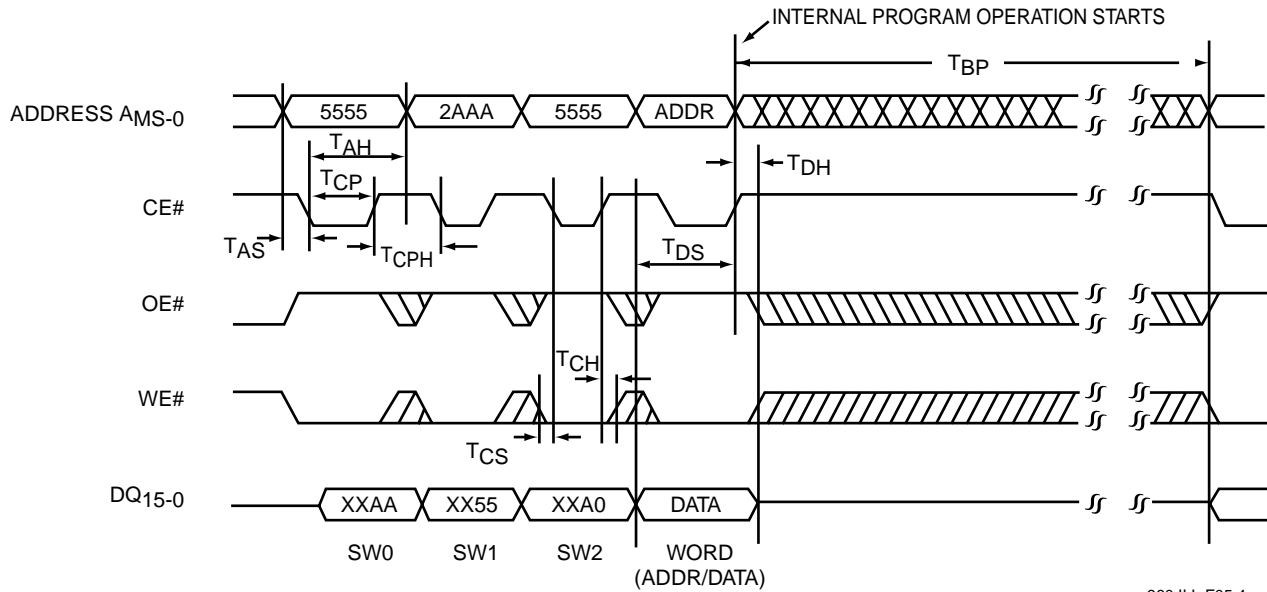 INTERNAL PROGRAM OPERATION STARTS
TBP
ADDRESS AMS-0
5555
2AAA
5555
ADDR
TAH
TDH
TCP
CE#
TAS
TCPH
TDS
OE#
TCH
WE#
TCS
DQ15-0
XXAA
XX55
XXA0
DATA
SW0
SW1
SW2
WORD
(ADDR/DATA)